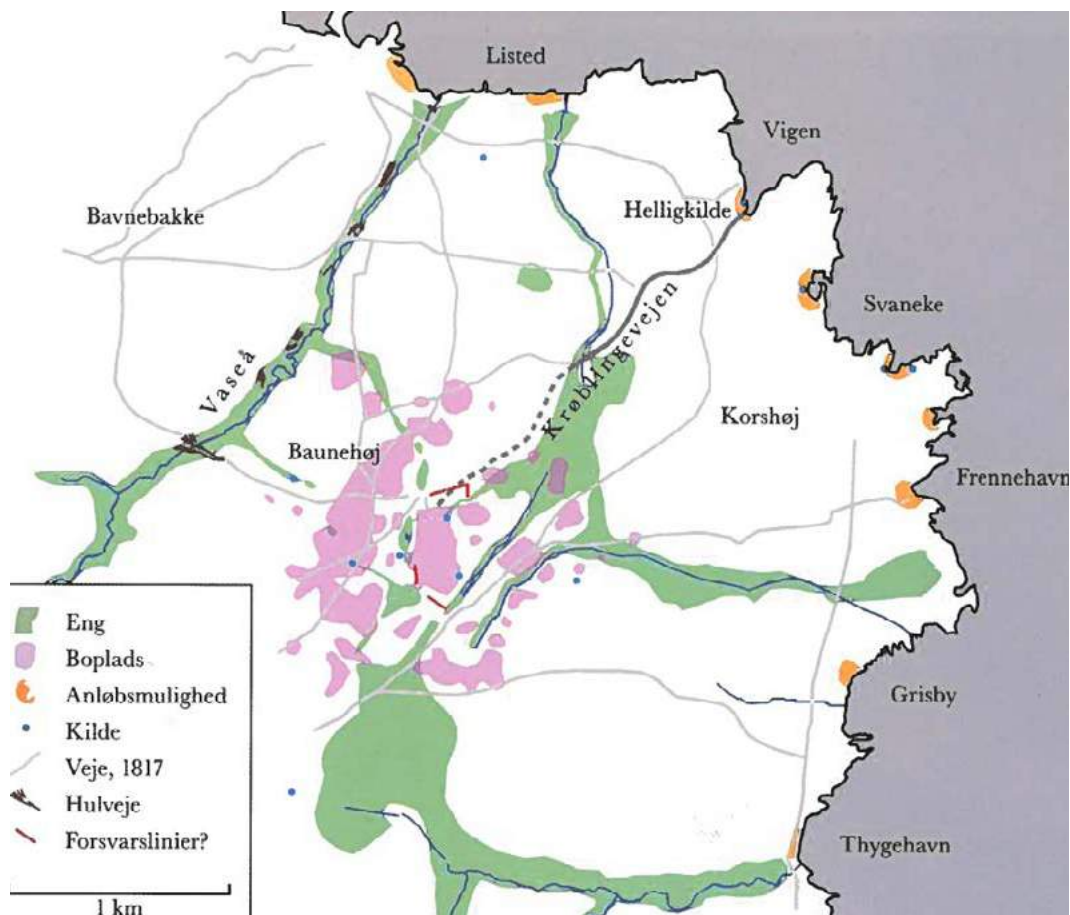 Listed
Vigen
Bavnebakke
Helligkilde
Svaneke
Vaseå
Krøblingevejen
Korshøj
Baunehøj
Frennehavn
Grisby
Thygehavn
Eng
Boplads
Anløbsmulighed
Kilde
Veje, 1817
Hulveje
Forsvarslinier?
1 km